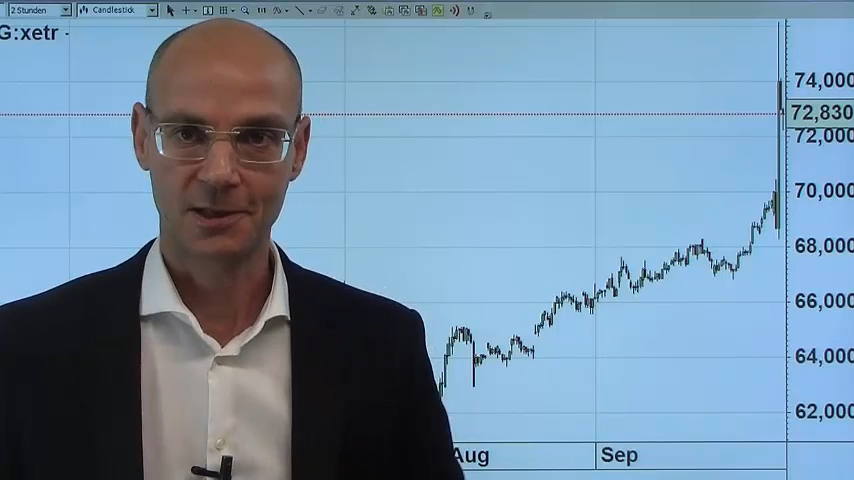 2 Stunden
Candlestick
G:xetr -
74,000
72,830
72,000
70,000
68,000
66,000
64,000
62,000
Aug
Sep